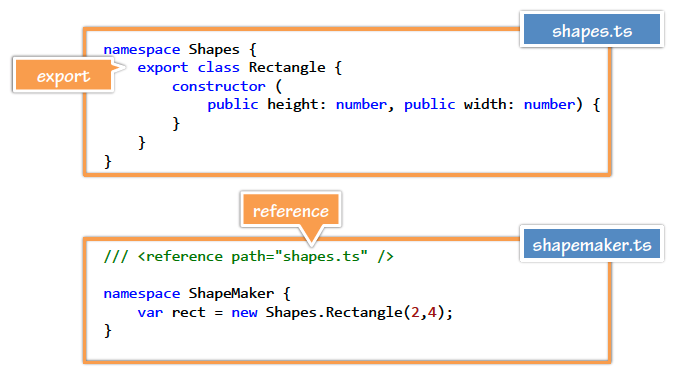 shapes.ts
namespace Shapes {
export
export class Rectangle {
constructor (
public height: number, public width: number) {
}
}
}
reference
shapemaker.ts
/// <reference path="shapes.ts" />
namespace ShapeMaker {
var rect = new Shapes.Rectangle(2,4);
}